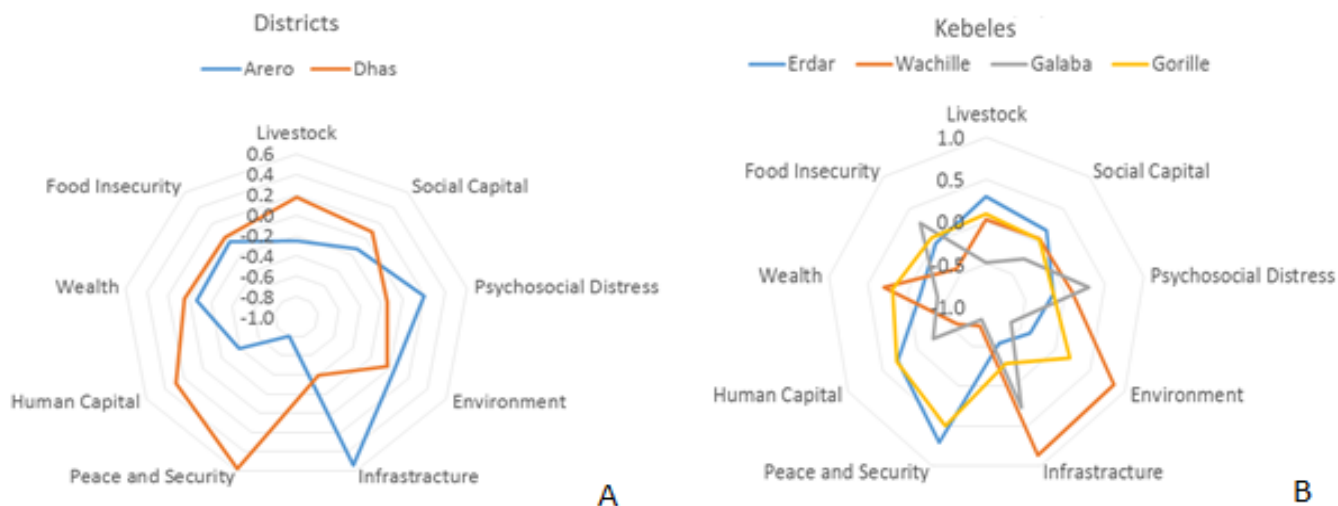 Districts
Arero Dhas
Livestock
0.6
0.4
0.2
0.0
-0.2
-0.4
-0.6
-0.8
-1.0
Social Capital
Psychosocial Distress
Environment
Infrastracture
Peace and Security
Human Capital
Wealth
Food Insecurity
A
Kebeles
Erdar Wachille Galaba Gorille
Livestock
1.0
0.5
0.0
-0.5
-1.0
Social Capital
Psychosocial Distress
Environment
Infrastracture
Peace and Security
Human Capital
Wealth
Food Insecurity
B